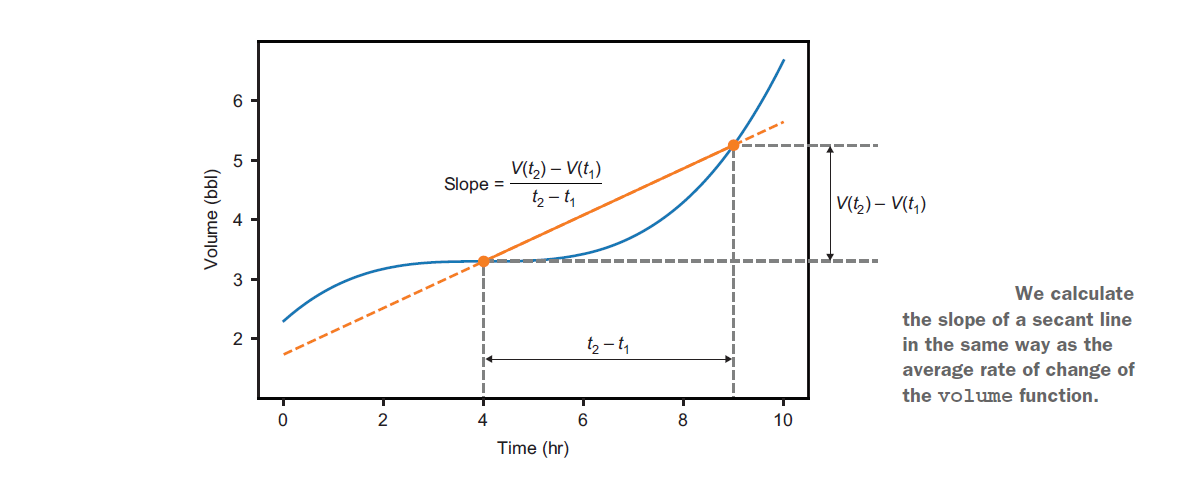 6
5
4
3
2
Volume (bbl)
Slope = V(t₂) – V(t₁)
t₂ – t₁
V(t₂) – V(t₁)
t₂ – t₁
0 2 4 6 8 10
Time (hr)
We calculate
the slope of a secant line
in the same way as the
average rate of change of
the volume function.